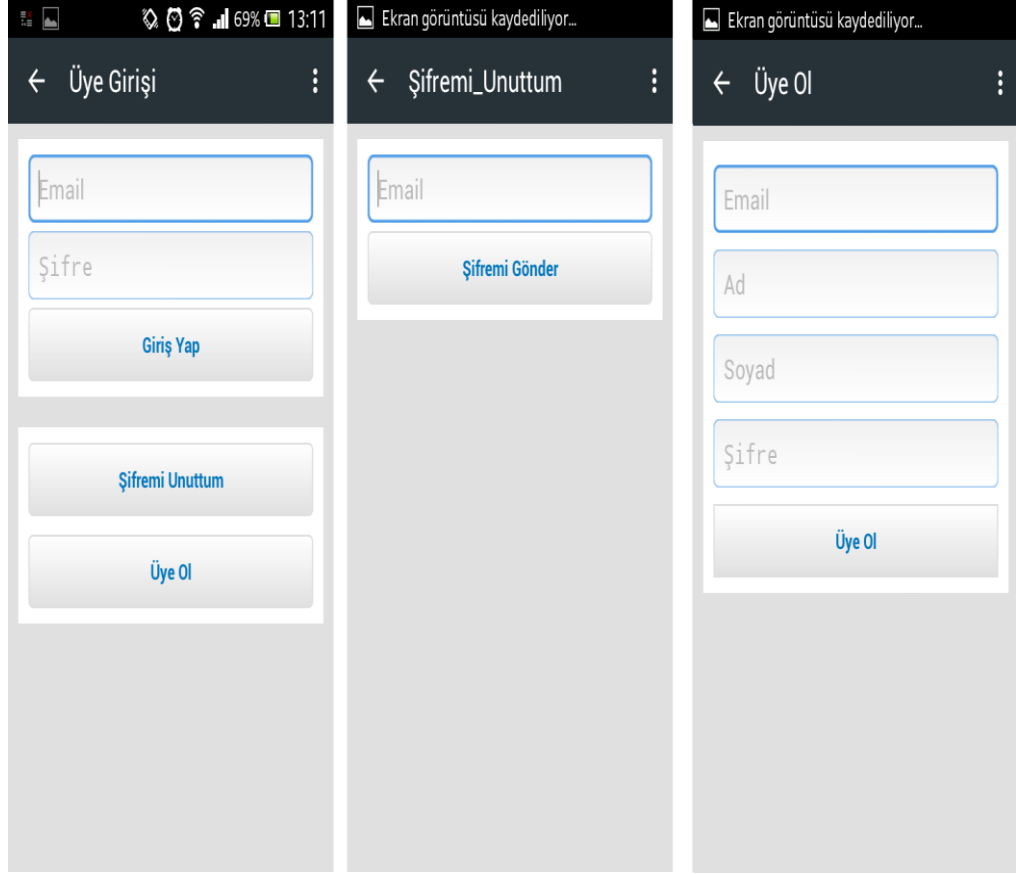 69% 13:11
Üye Girişi
Email
Şifre
Giriş Yap
Şifremi Unuttum
Üye Ol
Ekran görüntüsü kaydediliyor...
Şifremi_Unuttum
Email
Şifremi Gönder
Ekran görüntüsü kaydediliyor...
Üye Ol
Email
Ad
Soyad
Şifre
Üye Ol